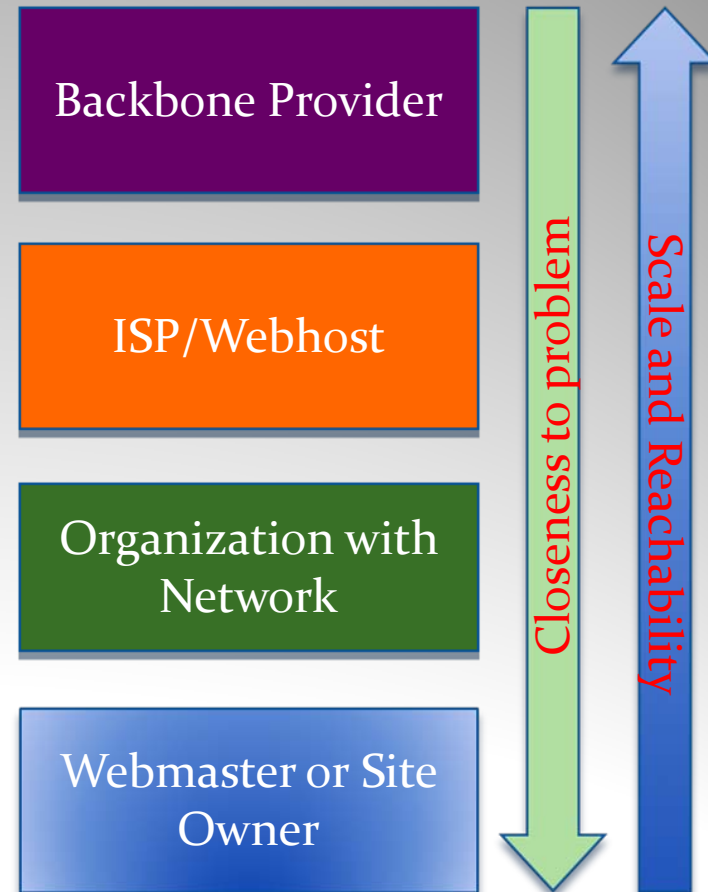 Backbone Provider
ISP/Webhost
Organization with
Network
Webmaster or Site
Owner
Closeness to problem
Scale and Reachability